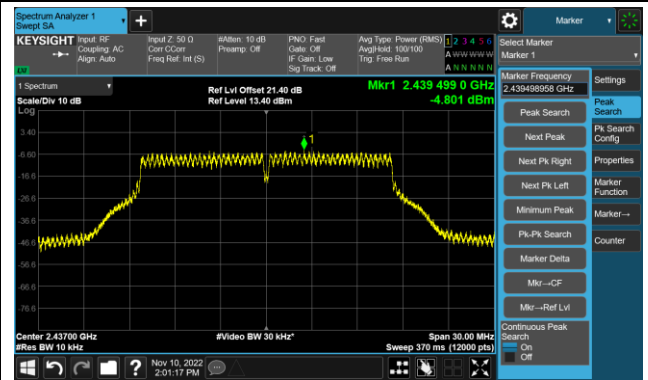 Spectrum Analyzer 1
Swept SA
Marker
KEYSIGHT
Input: RF
Coupling: AC
Align: Auto
Input Z: 50 Ω
Corr CCorr
Freq Ref: Int (S)
#Atten: 10 dB
Preamp: Off
PNO: Fast
Gate: Off
IF Gain: Low
Sig Track: Off
Avg Type: Power (RMS)
Avg|Hold: 100/100
Trig: Free Run
1 2 3 4 5 6
A W W W W W
A N N N N N
Select Marker
Marker 1
1 Spectrum
Scale/Div 10 dB
Log
Ref Lvl Offset 21.40 dB
Ref Level 13.40 dBm
Mkr1 2.439 499 0 GHz
-4.801 dBm
Marker Frequency
2.439498958 GHz
Peak Search
Next Peak
Next Pk Right
Next Pk Left
Minimum Peak
Pk-Pk Search
Marker Delta
Mkr→CF
Mkr→Ref Lvl
Continuous Peak Search
On
Off
Settings
Peak Search
Pk Search Config
Properties
Marker Function
Marker→
Counter
1
3.40
-6.60
-16.6
-26.6
-36.6
-46.6
-56.6
-66.6
-76.6
Center 2.43700 GHz
#Res BW 10 kHz
#Video BW 30 kHz*
Span 30.00 MHz
Sweep 370 ms (12000 pts)
?
Nov 10, 2022
2:01:17 PM